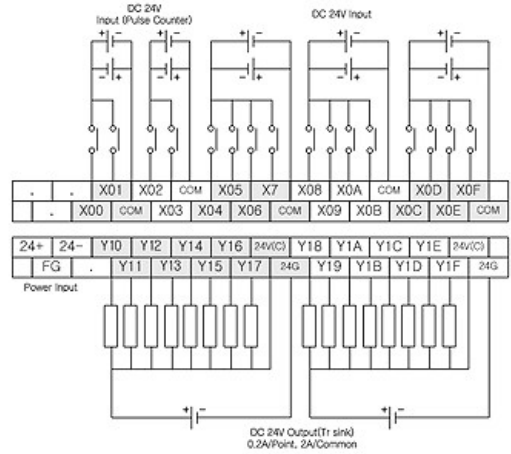 DC 24V
Input (Pulse Counter)
DC 24V Input
+ - + - + - + - + -
- + - + - + - + - +
. . X01 X02 COM X05 X7 X08 X0A COM X0D X0F
. X00 COM X03 X04 X06 COM X09 X0B X0C X0E COM
24+ 24- Y10 Y12 Y14 Y16 24V(C) Y18 Y1A Y1C Y1E 24V(C)
FG . Y11 Y13 Y15 Y17 24G Y19 Y1B Y1D Y1F 24G
Power Input
+ - + -
DC 24V Output(Tr sink)
0.2A/Point, 2A/Common